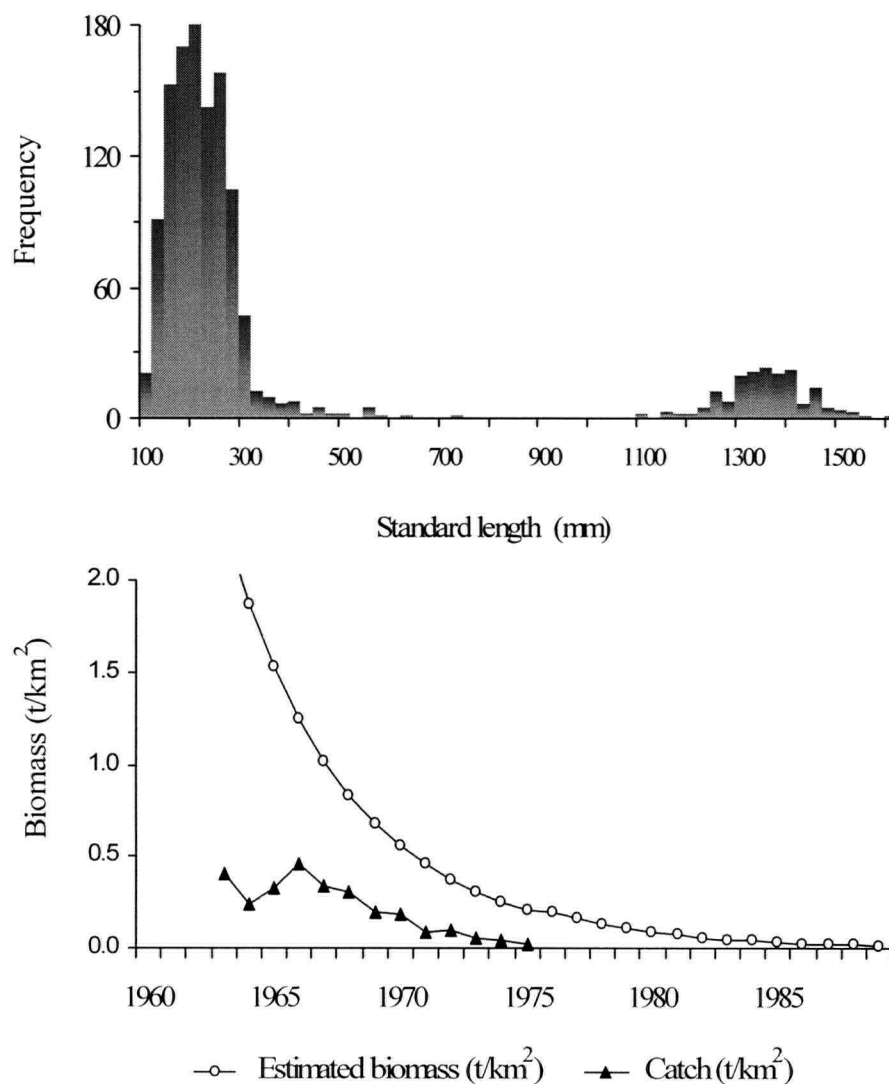 180
120
60
0
Frequency
100 300 500 700 900 1100 1300 1500
Standard length (mm)
2.0
1.5
1.0
0.5
0.0
Biomass (t/km²)
1960 1965 1970 1975 1980 1985
Estimated biomass (t/km²) Catch (t/km²)